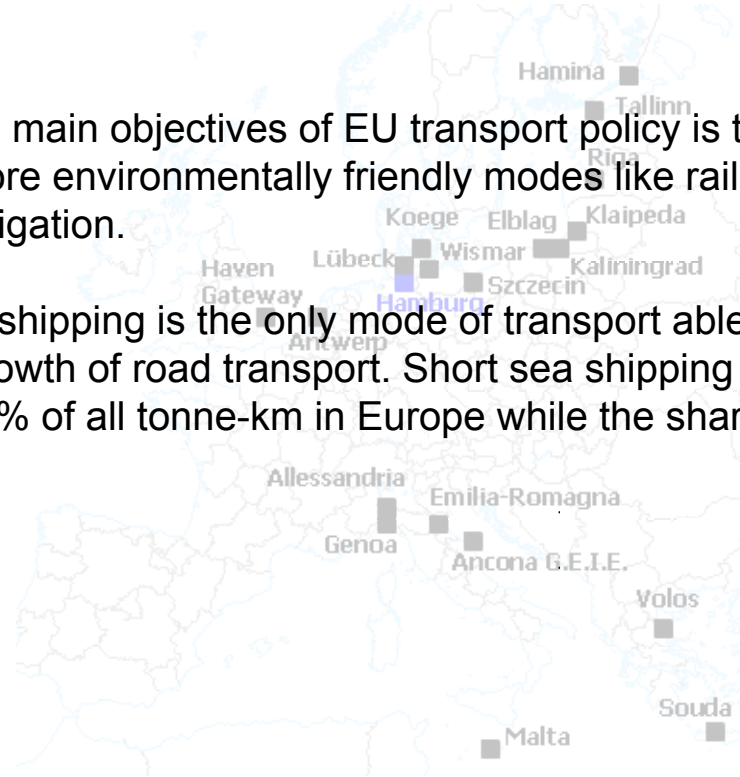 Hamina
Tallinn
main objectives of EU transport policy is t
Riga
ore environmentally friendly modes like rail
Koege Elblag Klaipeda
igation.
Lübeck Wismar
Haven Kaliningrad
Gateway Szczecin
Hamburg
shipping is the only mode of transport able
Antwerp
owth of road transport. Short sea shipping
% of all tonne-km in Europe while the shar
Allessandria
Emilia-Romagna
Genoa
Ancona G.E.I.E.
Volos
Souda
Malta